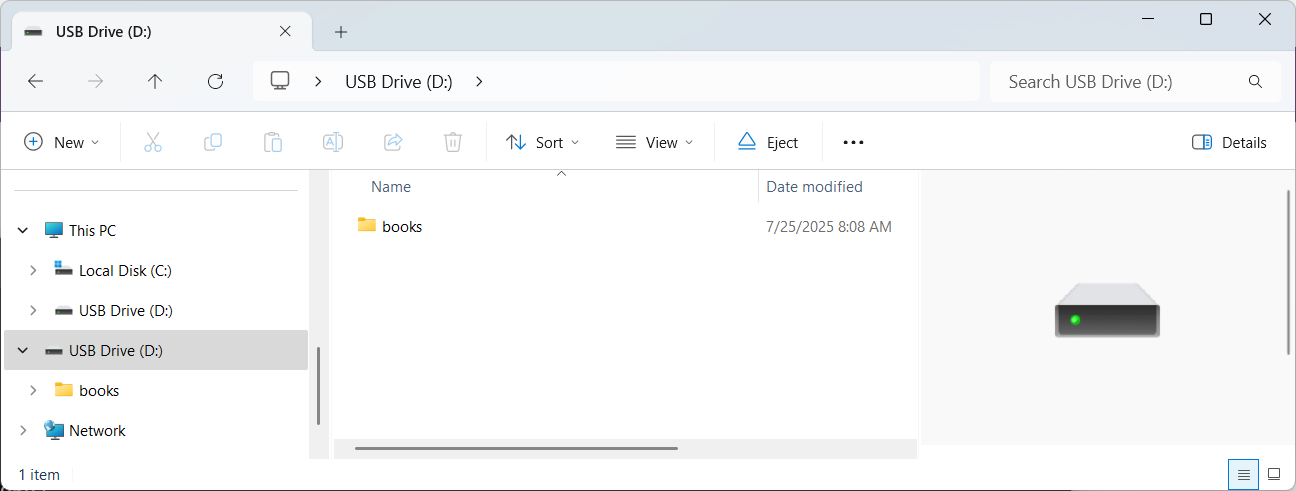 USB Drive (D:)
USB Drive (D:)
Search USB Drive (D:)
New
Sort
View
Eject
Details
Name
Date modified
This PC
books
7/25/2025 8:08 AM
Local Disk (C:)
USB Drive (D:)
USB Drive (D:)
books
Network
1 item